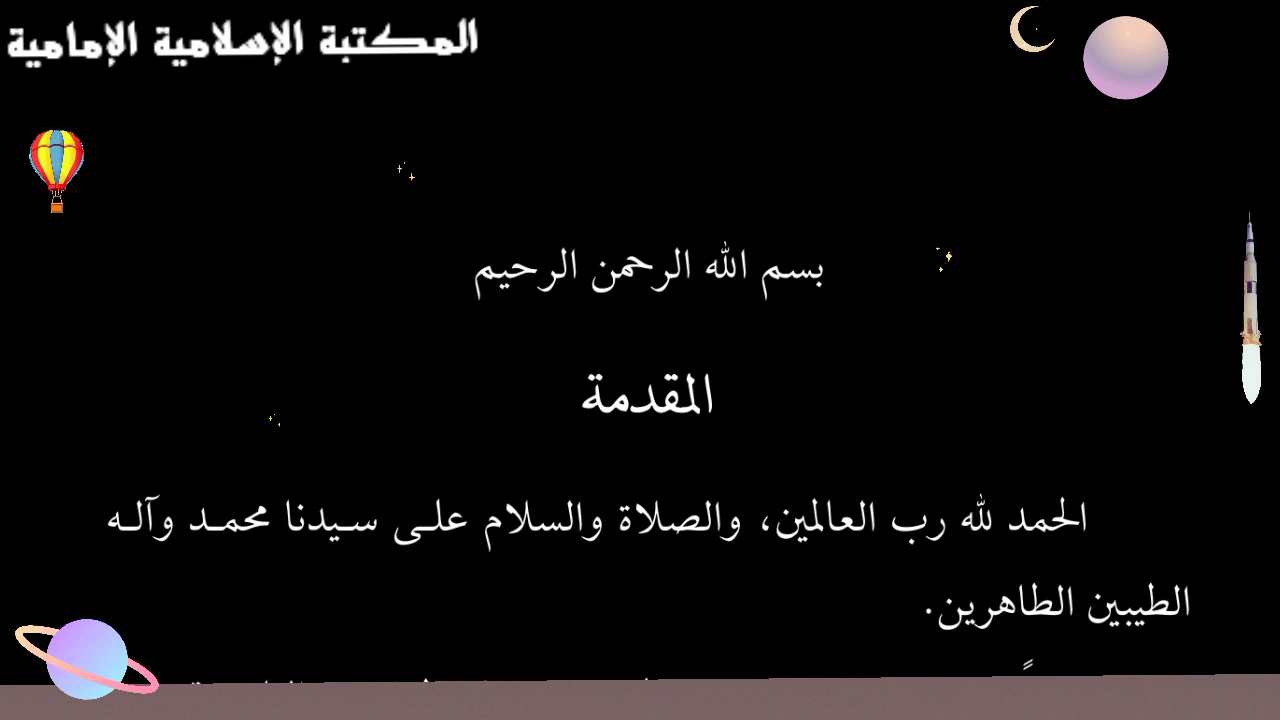 المكتبة الإسلامية الإمامية
بسم الله الرحمن الرحيم
المقدمة
الحمد لله رب العالمين، والصلاة والسلام على سيدنا محمد وآله
الطيبين الطاهرين.